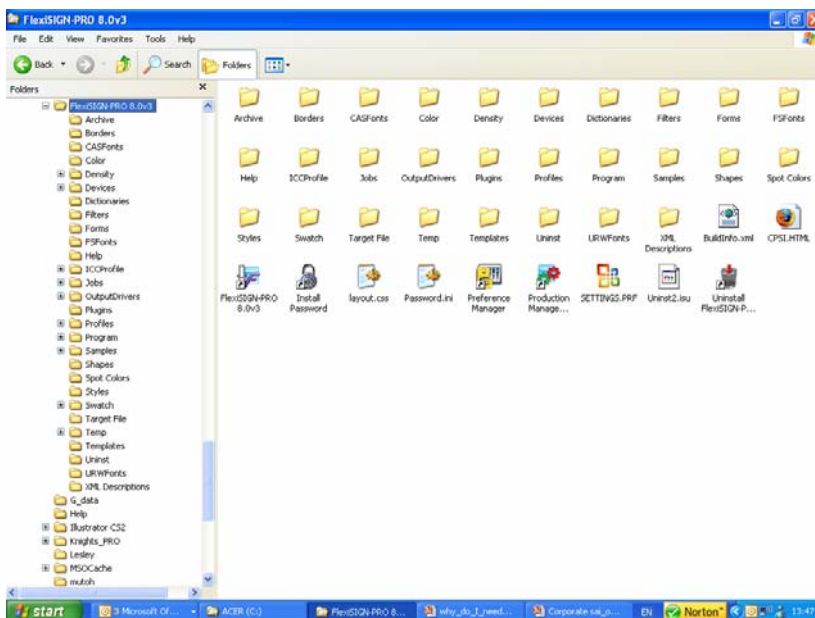 FlexiSIGN-PRO 8.0v3
File Edit View Favorites Tools Help
Back Search Folders
Folders
FlexiSIGN-PRO 8.0v3
Archive
Borders
CASFonts
Color
Density
Devices
Dictionaries
Filters
Forms
FSFonts
Help
ICCProfile
Jobs
OutputDrivers
Plugins
Profiles
Program
Samples
Shapes
Spot Colors
Styles
Swatch
Target File
Temp
Templates
Uninst
URWFonts
XML Descriptions
G_data
Help
Illustrator CS2
Knights_PRO
Lesley
MSOCache
mutoh
Archive Borders CASFonts Color Density Devices Dictionaries Filters Forms FSFonts
Help ICCProfile Jobs OutputDrivers Plugins Profiles Program Samples Shapes Spot Colors
Styles Swatch Target File Temp Templates Uninst URWFonts XML Descriptions BuildInfo.xml CPSI.HTML
FlexiSIGN-PRO 8.0v3 Install Password layout.css Password.ini Preference Manager Production Manage... SETTINGS.PRF Uninst2.isu Uninstall FlexiSIGN-P...
start 3 Microsoft Of... ACER (C:) FlexiSIGN-PRO 8... why_do_I_need... Corporate sai_o... EN Norton 13:47